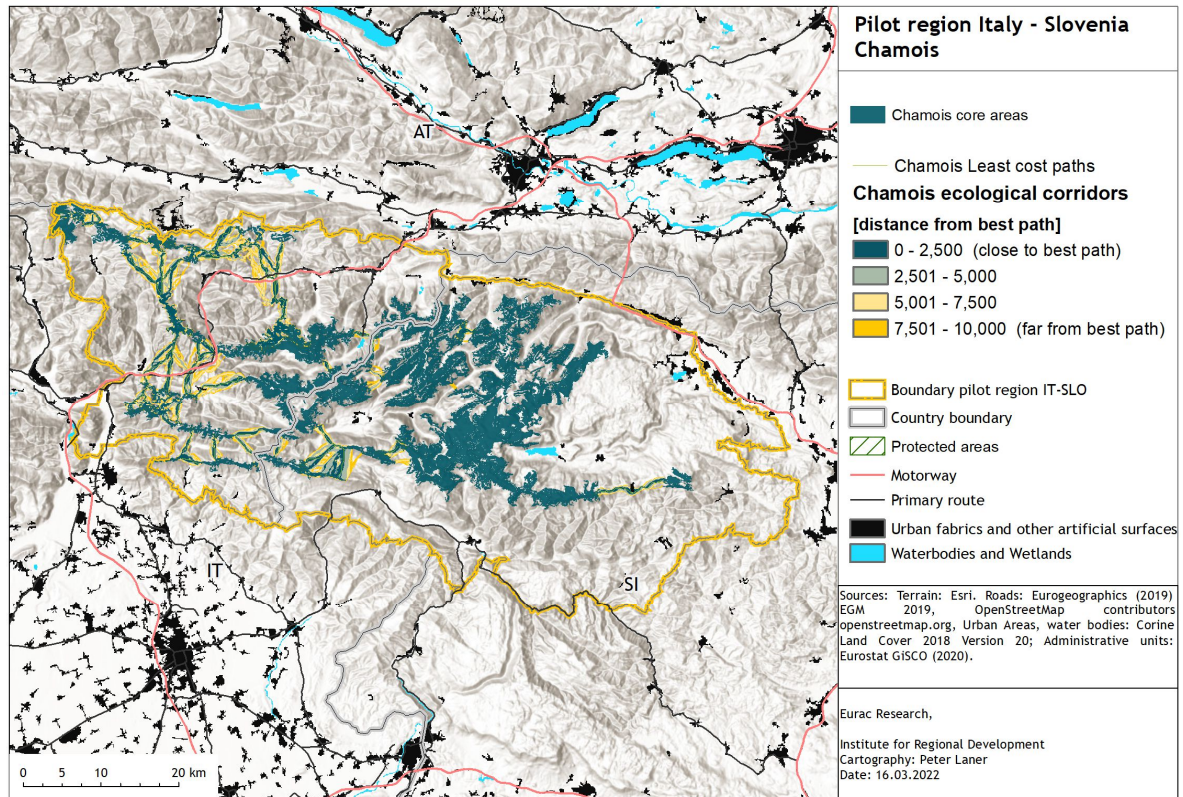 Pilot region Italy - Slovenia
Chamois
Chamois core areas
Chamois Least cost paths
Chamois ecological corridors
[distance from best path]
0 - 2,500 (close to best path)
2,501 - 5,000
5,001 - 7,500
7,501 - 10,000 (far from best path)
Boundary pilot region IT-SLO
Country boundary
Protected areas
Motorway
Primary route
Urban fabrics and other artificial surfaces
Waterbodies and Wetlands
Sources: Terrain: Esri. Roads: Eurogeographics (2019)
EGM 2019, OpenStreetMap contributors
openstreetmap.org, Urban Areas, water bodies: Corine
Land Cover 2018 Version 20; Administrative units:
Eurostat GiSCO (2020).
Eurac Research,
Institute for Regional Development
Cartography: Peter Laner
Date: 16.03.2022
AT
IT
SI
0 5 10 20 km